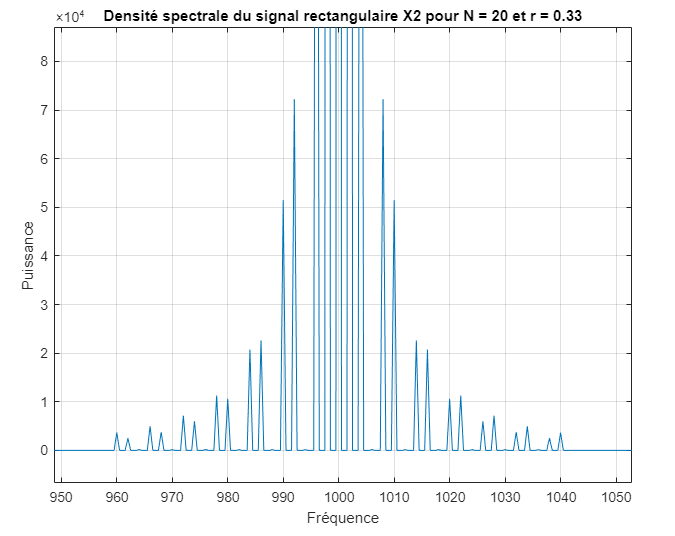 ×10⁴
Densité spectrale du signal rectangulaire X2 pour N = 20 et r = 0.33
8
7
6
5
4
3
2
1
0
Puissance
950 960 970 980 990 1000 1010 1020 1030 1040 1050
Fréquence